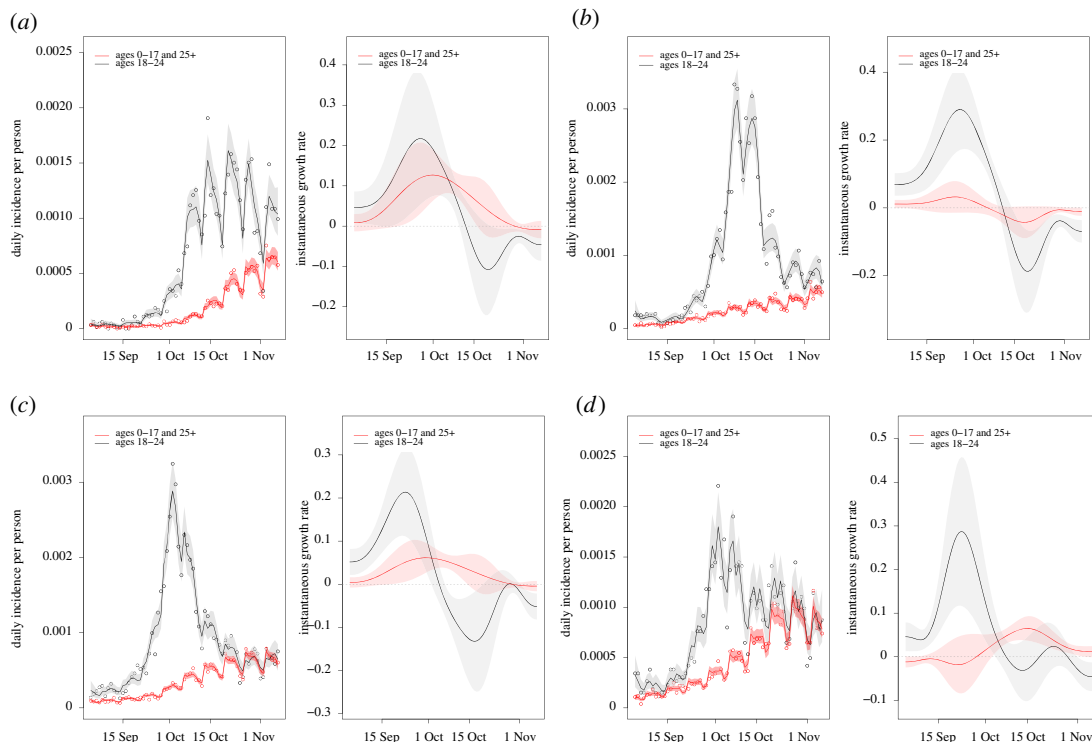 (a)
ages 0–17 and 25+
ages 18–24
daily incidence per person
0.0025
0.0020
0.0015
0.0010
0.0005
0
15 Sep 1 Oct 15 Oct 1 Nov
ages 0–17 and 25+
ages 18–24
instantaneous growth rate
0.4
0.3
0.2
0.1
0
−0.1
−0.2
15 Sep 1 Oct 15 Oct 1 Nov
(b)
ages 0–17 and 25+
ages 18–24
daily incidence per person
0.003
0.002
0.001
0
15 Sep 1 Oct 15 Oct 1 Nov
ages 0–17 and 25+
ages 18–24
instantaneous growth rate
0.4
0.2
0
−0.2
15 Sep 1 Oct 15 Oct 1 Nov
(c)
ages 0–17 and 25+
ages 18–24
daily incidence per person
0.003
0.002
0.001
0
15 Sep 1 Oct 15 Oct 1 Nov
ages 0–17 and 25+
ages 18–24
instantaneous growth rate
0.3
0.2
0.1
0
−0.1
−0.2
−0.3
15 Sep 1 Oct 15 Oct 1 Nov
(d)
ages 0–17 and 25+
ages 18–24
daily incidence per person
0.0025
0.0020
0.0015
0.0010
0.0005
0
15 Sep 1 Oct 15 Oct 1 Nov
ages 0–17 and 25+
ages 18–24
instantaneous growth rate
0.5
0.4
0.3
0.2
0.1
0
−0.1
15 Sep 1 Oct 15 Oct 1 Nov